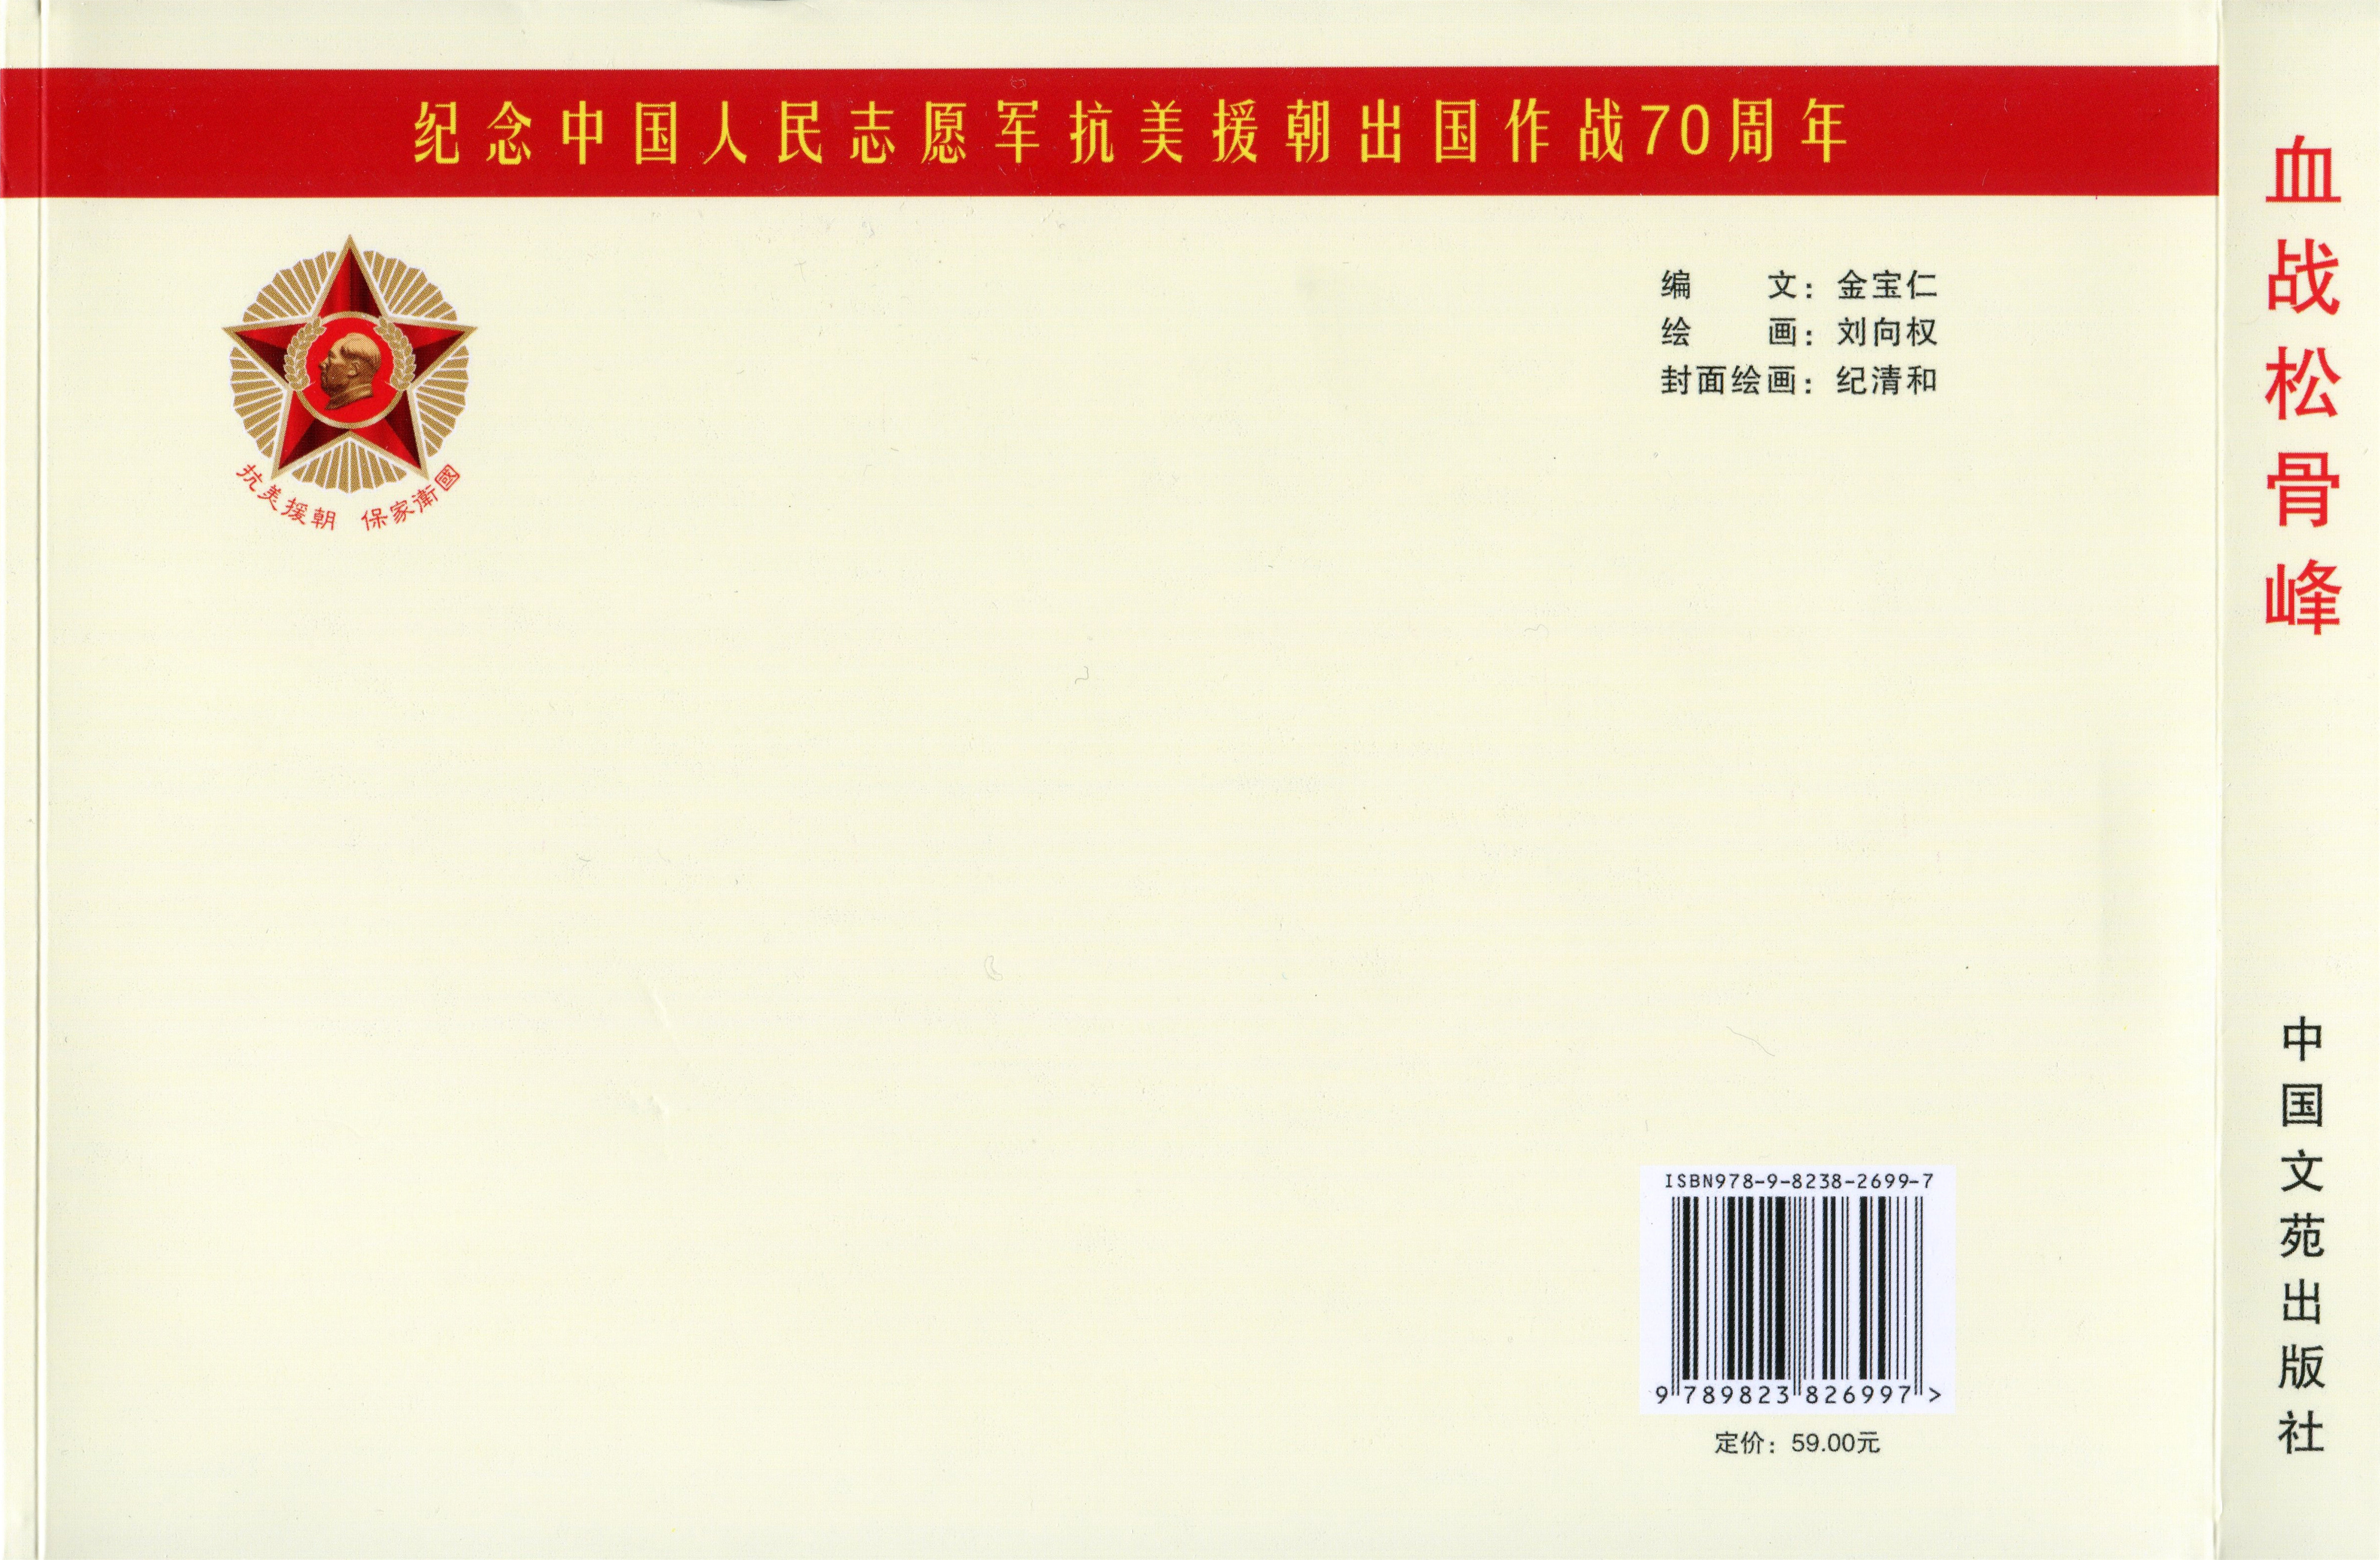 纪念中国人民志愿军抗美援朝出国作战70周年
抗美援朝 保家衛國
编 文：金宝仁
绘 画：刘向权
封面绘画：纪清和
ISBN978-9-8238-2699-7
9 789823 826997 >
定价：59.00元
血战松骨峰
中国文苑出版社